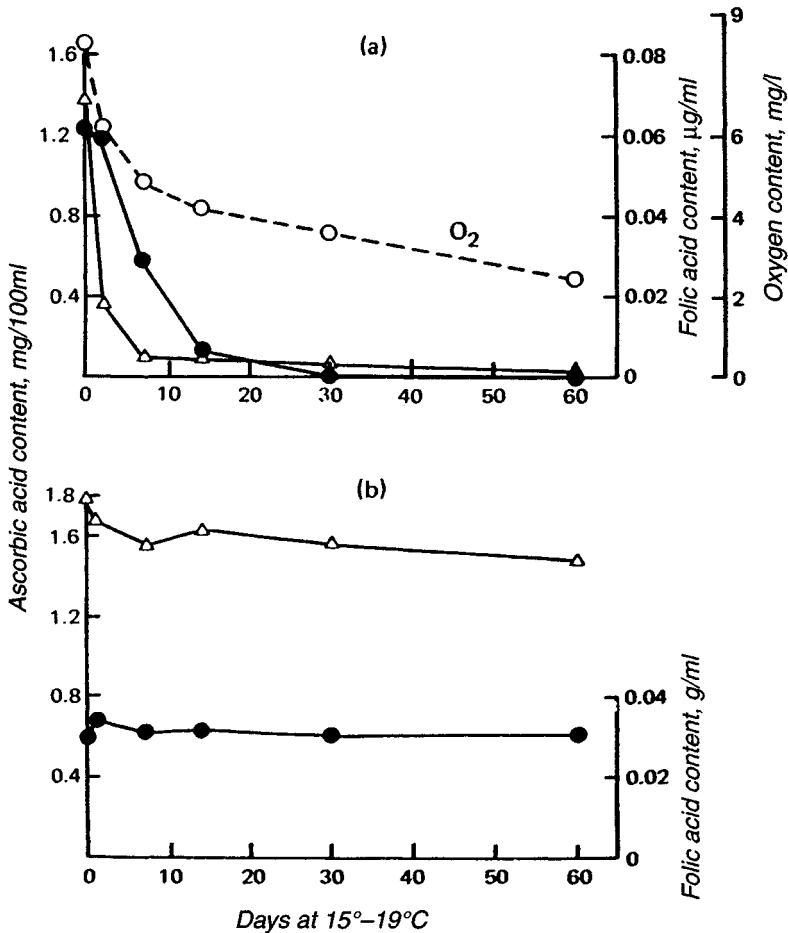 (a)
1.6
1.2
0.8
0.4
0 10 20 30 40 50 60
O2
0.08
0.06
0.04
0.02
0
Folic acid content, µg/ml
9
6
4
2
0
Oxygen content, mg/l
Ascorbic acid content, mg/100ml
(b)
1.8
1.6
1.2
0.8
0.4
0 10 20 30 40 50 60
0.04
0.02
0
Folic acid content, g/ml
Days at 15°–19°C